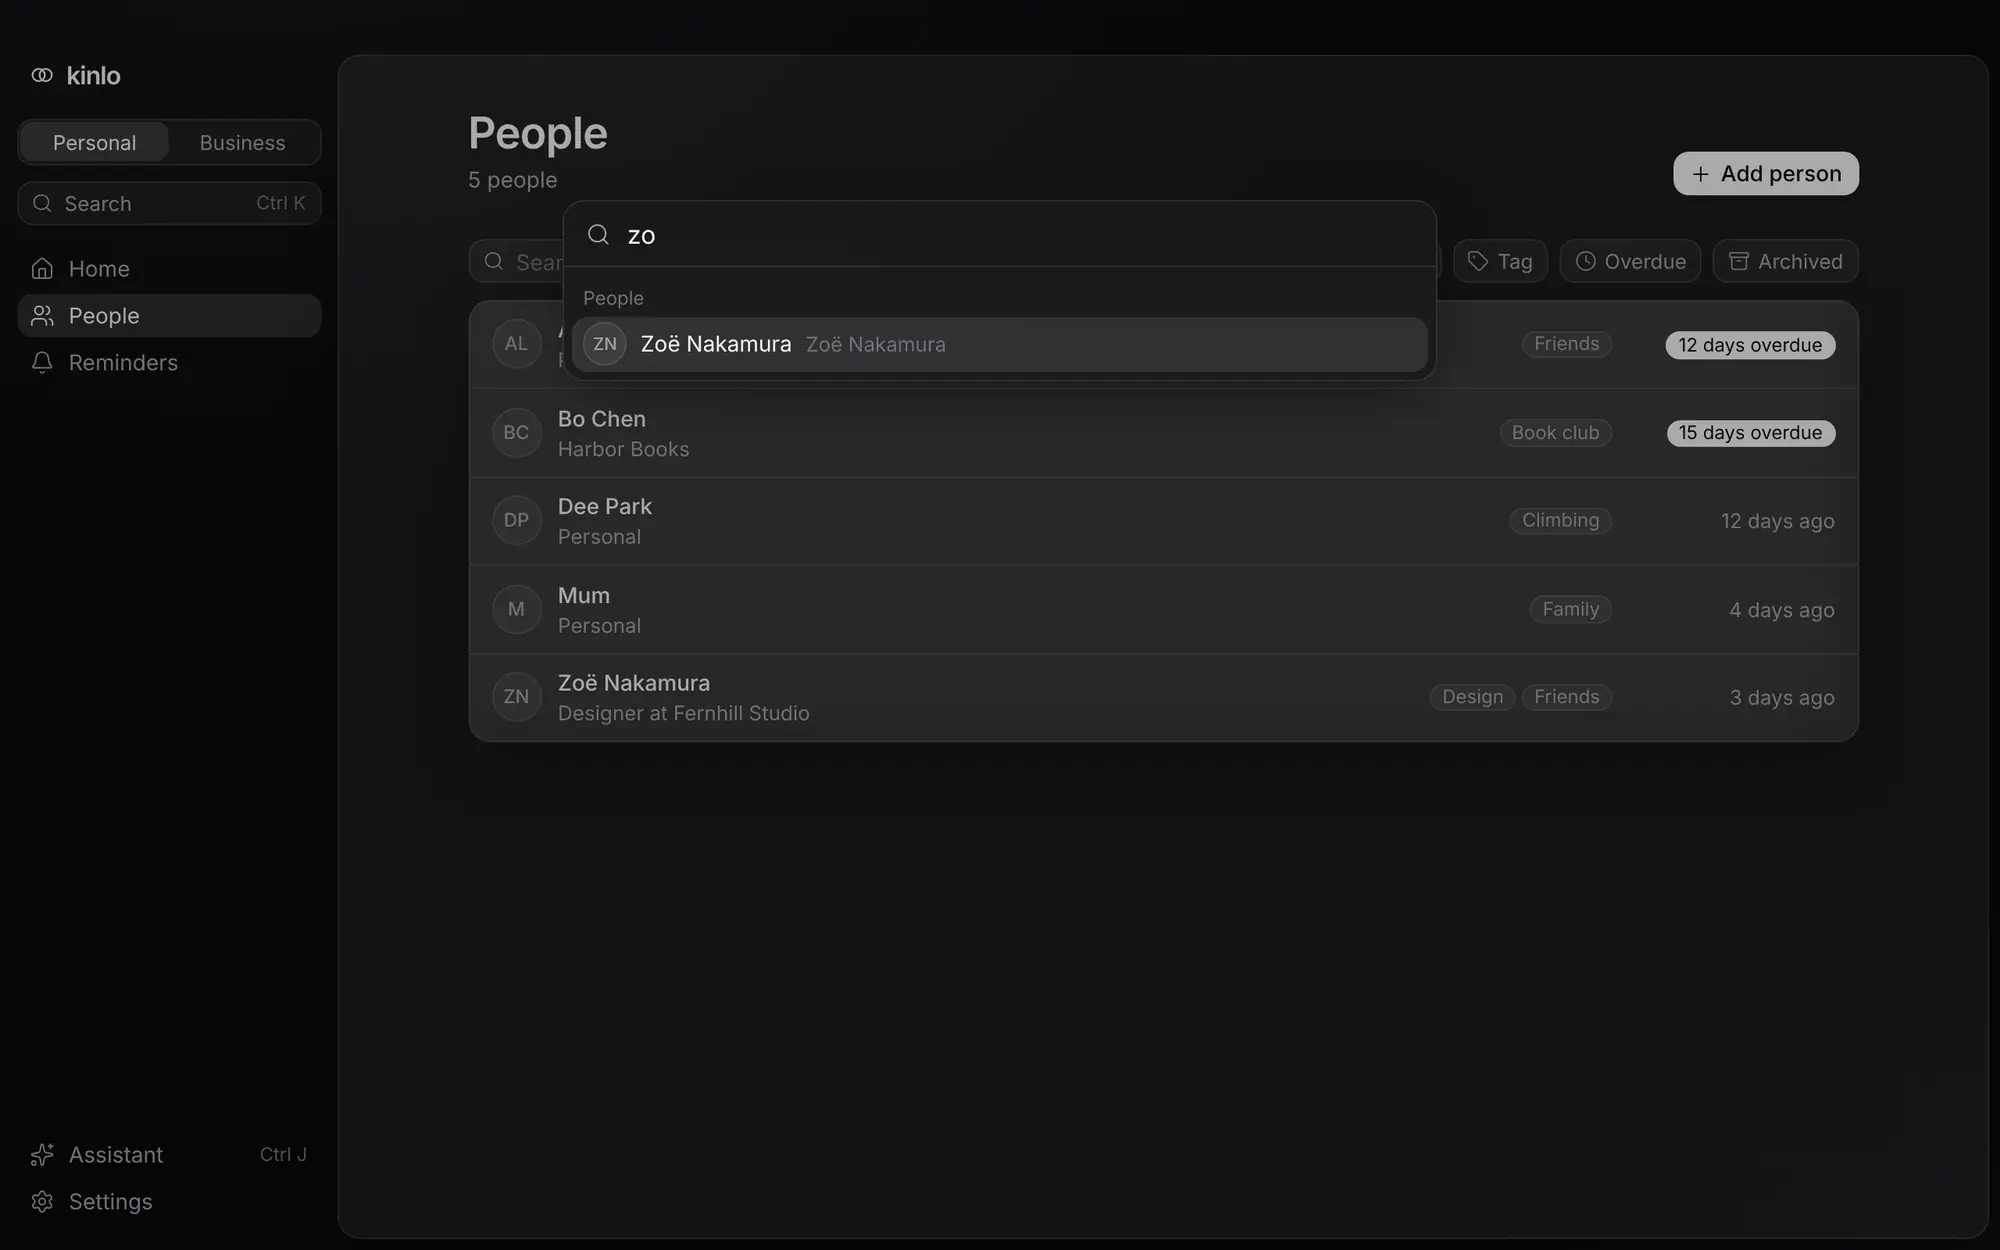 kinlo
Personal Business
Search Ctrl K
Home
People
Reminders
Assistant Ctrl J
Settings
People
5 people
Add person
Tag Overdue Archived
zo
People
ZN Zoë Nakamura Zoë Nakamura
AL Friends 12 days overdue
BC Bo Chen Book club 15 days overdue
Harbor Books
DP Dee Park Climbing 12 days ago
Personal
M Mum Family 4 days ago
Personal
ZN Zoë Nakamura Design Friends 3 days ago
Designer at Fernhill Studio